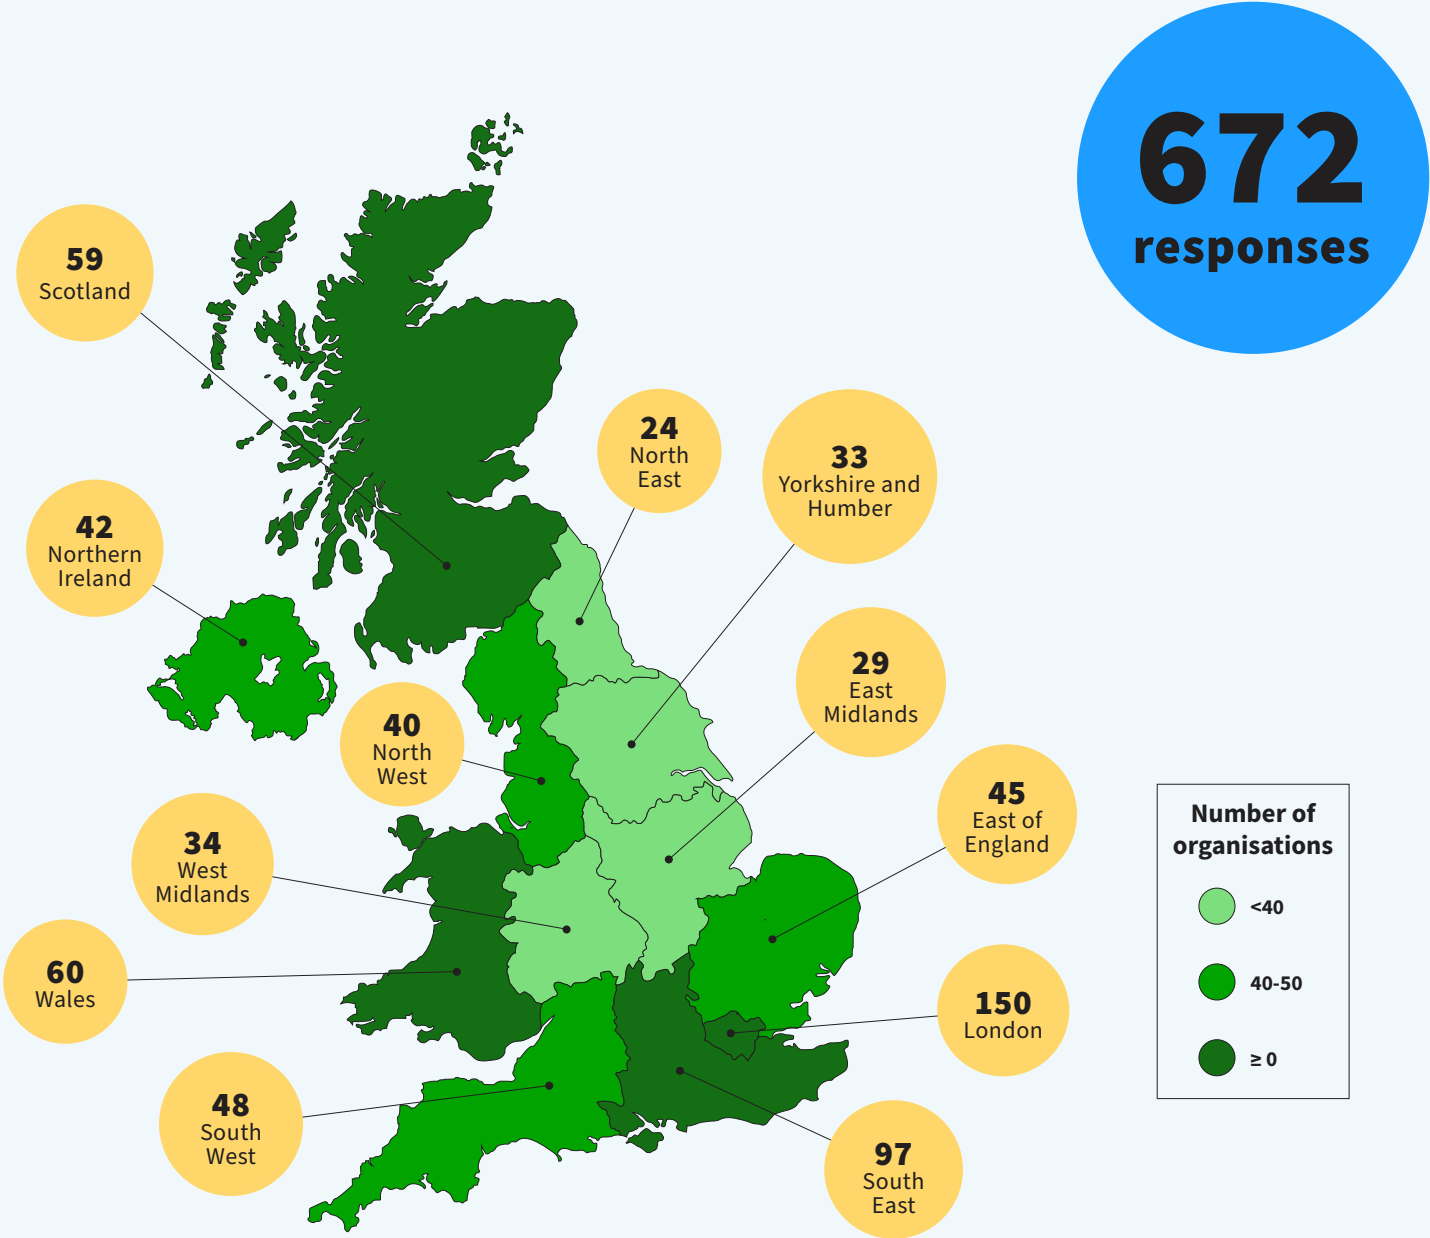 672
responses
59
Scotland
24
North
East
33
Yorkshire and
Humber
42
Northern
Ireland
29
East
Midlands
40
North
West
45
East of
England
34
West
Midlands
60
Wales
150
London
48
South
West
97
South
East
Number of
organisations
<40
40-50
≥ 0